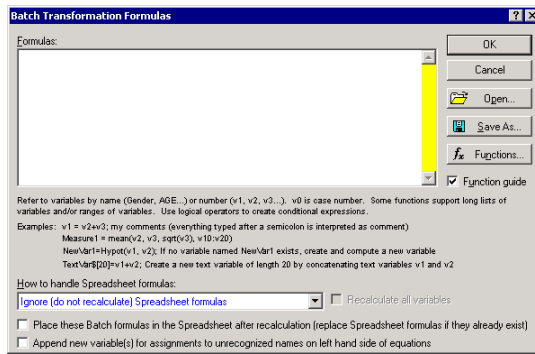 Batch Transformation Formulas
Formulas:
OK
Cancel
Open...
Save As...
fx Functions...
Function guide
Refer to variables by name (Gender, AGE...) or number (v1, v2, v3...). v0 is case number. Some functions support long lists of
variables and/or ranges of variables. Use logical operators to create conditional expressions.
Examples: v1 = v2+v3; my comments (everything typed after a semicolon is interpreted as comment)
Measure1 = mean(v2, v3, sqrt(v3), v10:v20)
NewVar1=Hypot(v1, v2); If no variable named NewVar1 exists, create and compute a new variable
TextVar$[20]=v1+v2; Create a new text variable of length 20 by concatenating text variables v1 and v2
How to handle Spreadsheet formulas:
Ignore (do not recalculate) Spreadsheet formulas
Recalculate all variables
Place these Batch formulas in the Spreadsheet after recalculation (replace Spreadsheet formulas if they already exist)
Append new variable(s) for assignments to unrecognized names on left hand side of equations